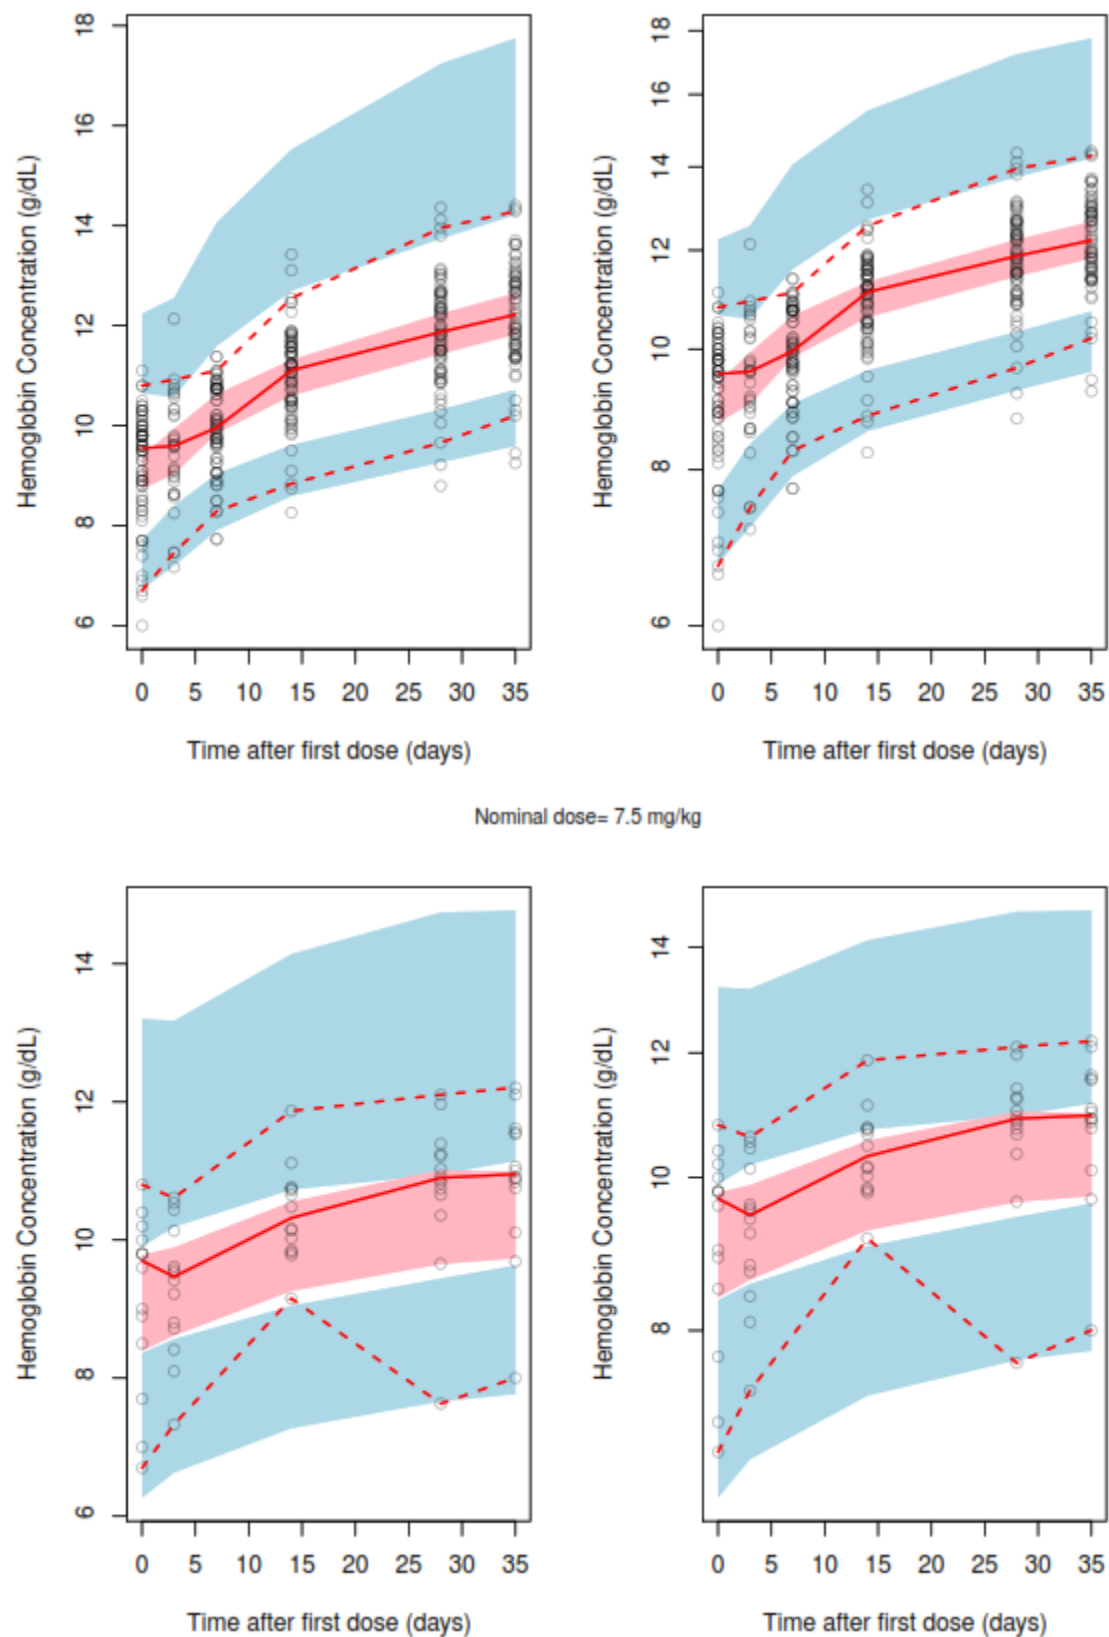 18
16
14
12
10
8
6
Hemoglobin Concentration (g/dL)
0 5 10 15 20 25 30 35
Time after first dose (days)
18
16
14
12
10
8
6
Hemoglobin Concentration (g/dL)
0 5 10 15 20 25 30 35
Time after first dose (days)
Nominal dose= 7.5 mg/kg
14
12
10
8
6
Hemoglobin Concentration (g/dL)
0 5 10 15 20 25 30 35
Time after first dose (days)
14
12
10
8
Hemoglobin Concentration (g/dL)
0 5 10 15 20 25 30 35
Time after first dose (days)